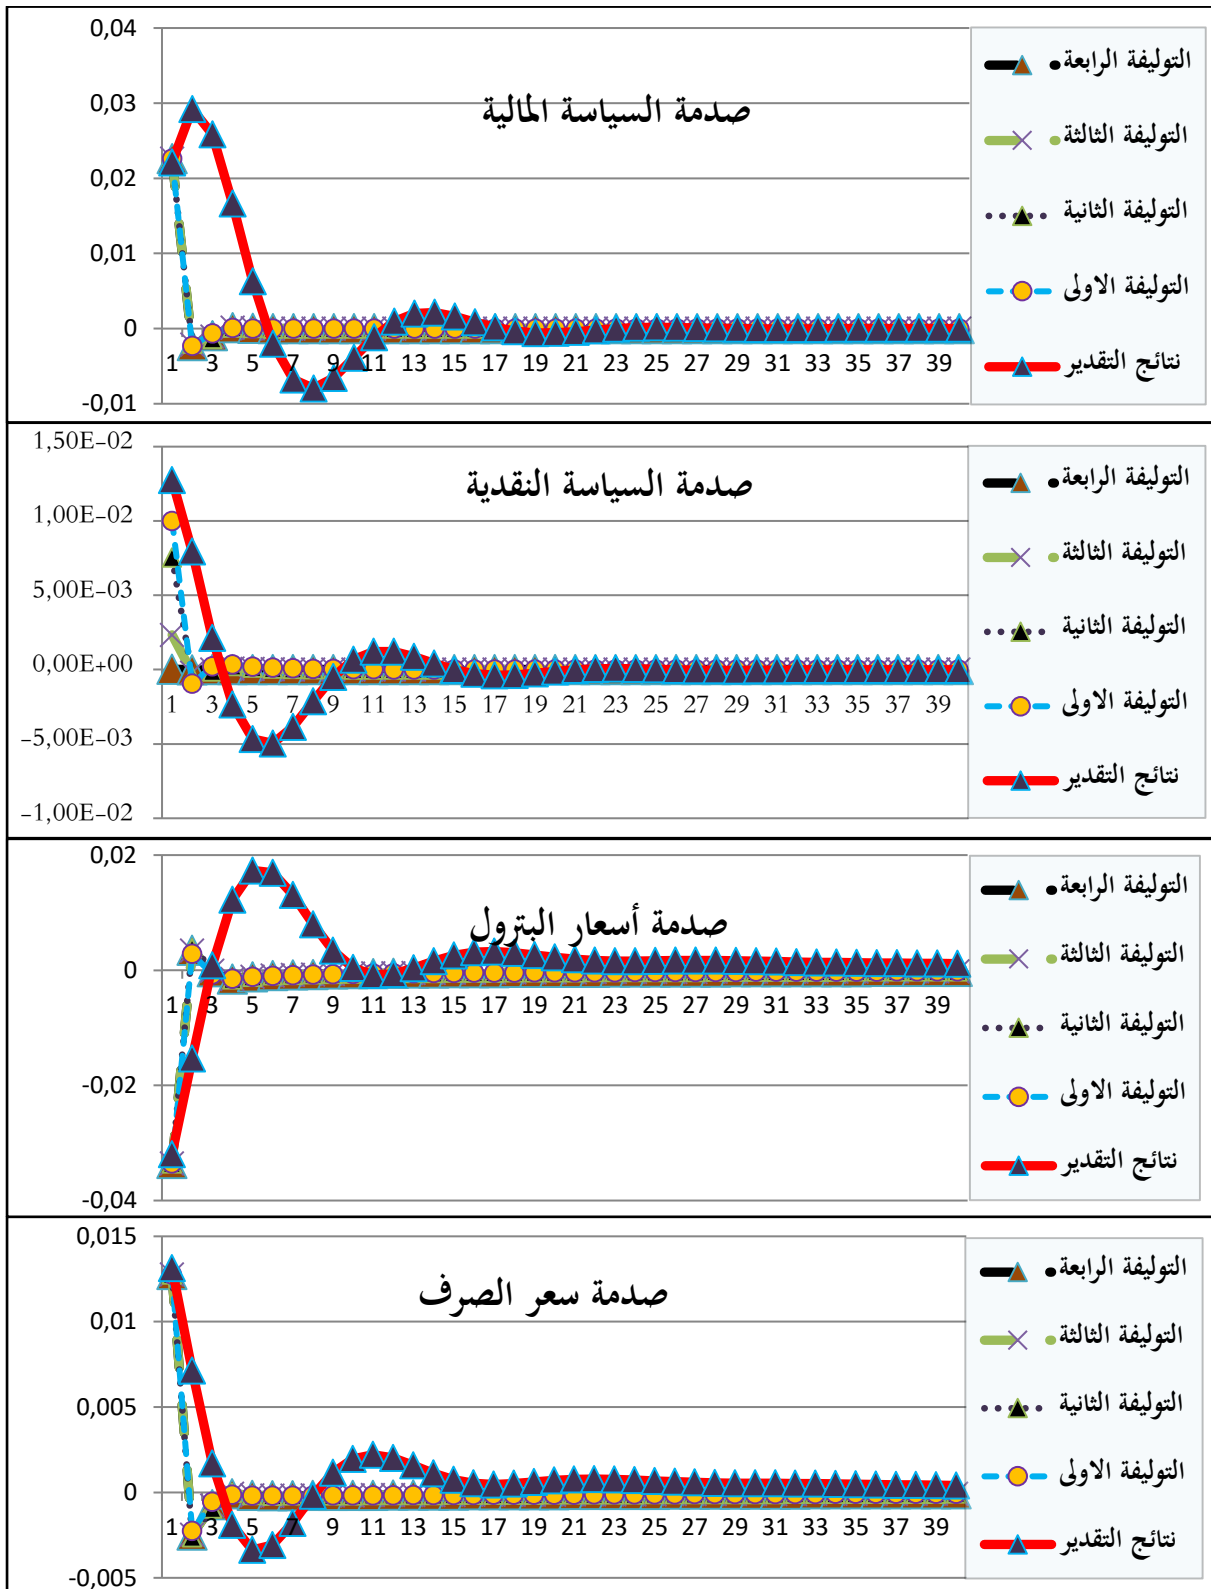 صدمة السياسة المالية
0,04
0,03
0,02
0,01
0
-0,01
1 3 5 7 9 11 13 15 17 19 21 23 25 27 29 31 33 35 37 39
التوليفة الرابعة
التوليفة الثالثة
التوليفة الثانية
التوليفة الاولى
نتائج التقدير
صدمة السياسة النقدية
1,50E-02
1,00E-02
5,00E-03
0,00E+00
-5,00E-03
-1,00E-02
1 3 5 7 9 11 13 15 17 19 21 23 25 27 29 31 33 35 37 39
التوليفة الرابعة
التوليفة الثالثة
التوليفة الثانية
التوليفة الاولى
نتائج التقدير
صدمة أسعار البترول
0,02
0
-0,02
-0,04
1 3 5 7 9 11 13 15 17 19 21 23 25 27 29 31 33 35 37 39
التوليفة الرابعة
التوليفة الثالثة
التوليفة الثانية
التوليفة الاولى
نتائج التقدير
صدمة سعر الصرف
0,015
0,01
0,005
0
-0,005
1 3 5 7 9 11 13 15 17 19 21 23 25 27 29 31 33 35 37 39
التوليفة الرابعة
التوليفة الثالثة
التوليفة الثانية
التوليفة الاولى
نتائج التقدير